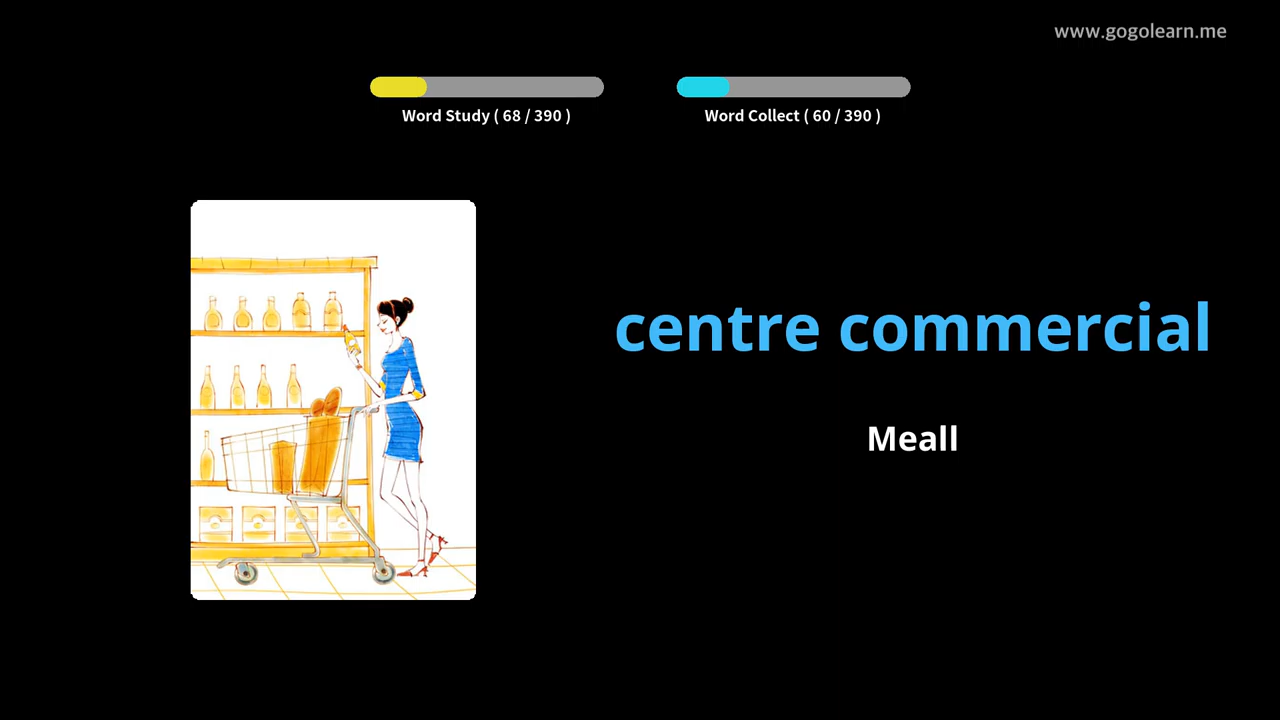 www.gogolearn.me
Word Study ( 68 / 390 )
Word Collect ( 60 / 390 )
centre commercial
Meall